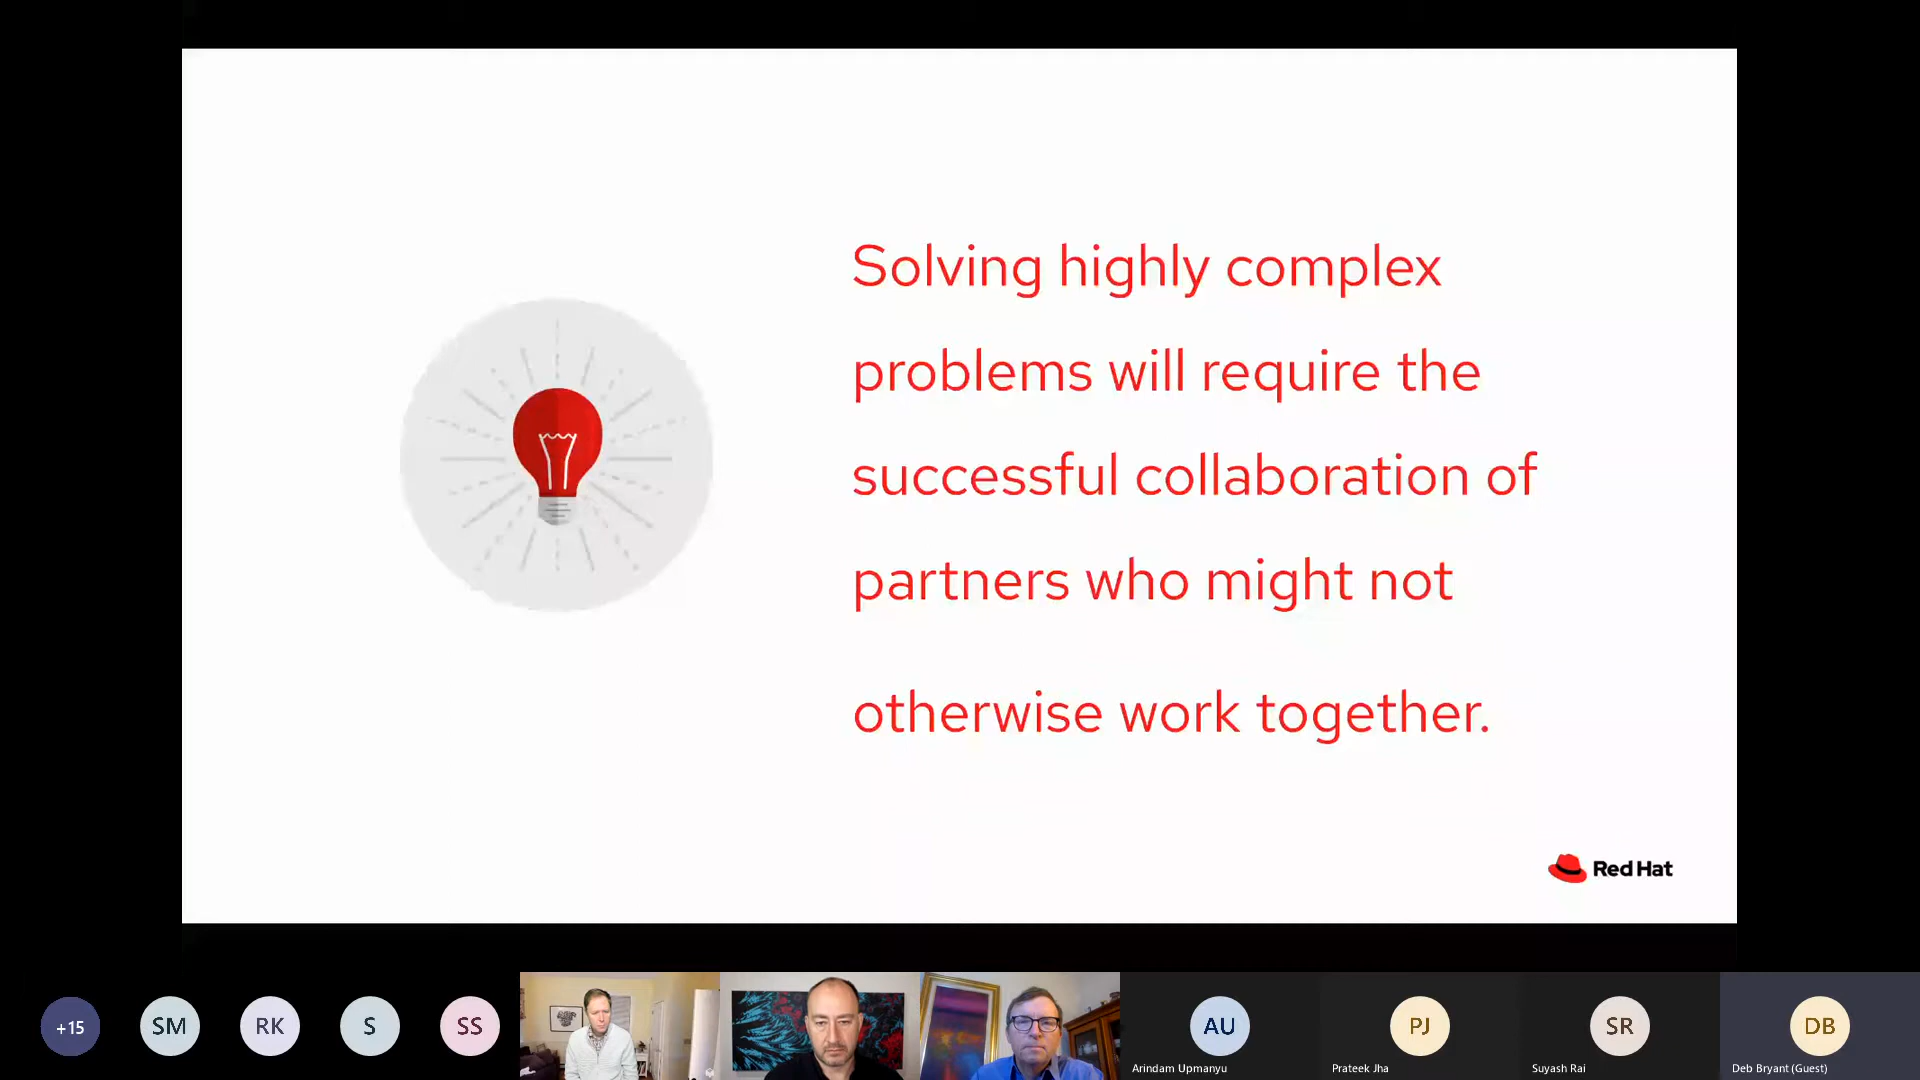 Solving highly complex
problems will require the
successful collaboration of
partners who might not
otherwise work together.
Red Hat
+15
SM
RK
S
SS
AU
Arindam Upmanyu
PJ
Prateek Jha
SR
Suyash Rai
DB
Deb Bryant (Guest)